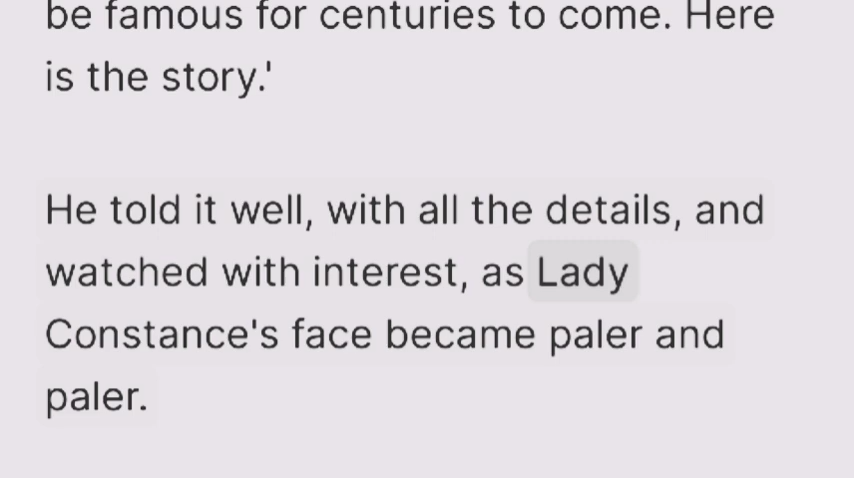 be famous for centuries to come. Here
is the story.'
He told it well, with all the details, and
watched with interest, as Lady
Constance's face became paler and
paler.